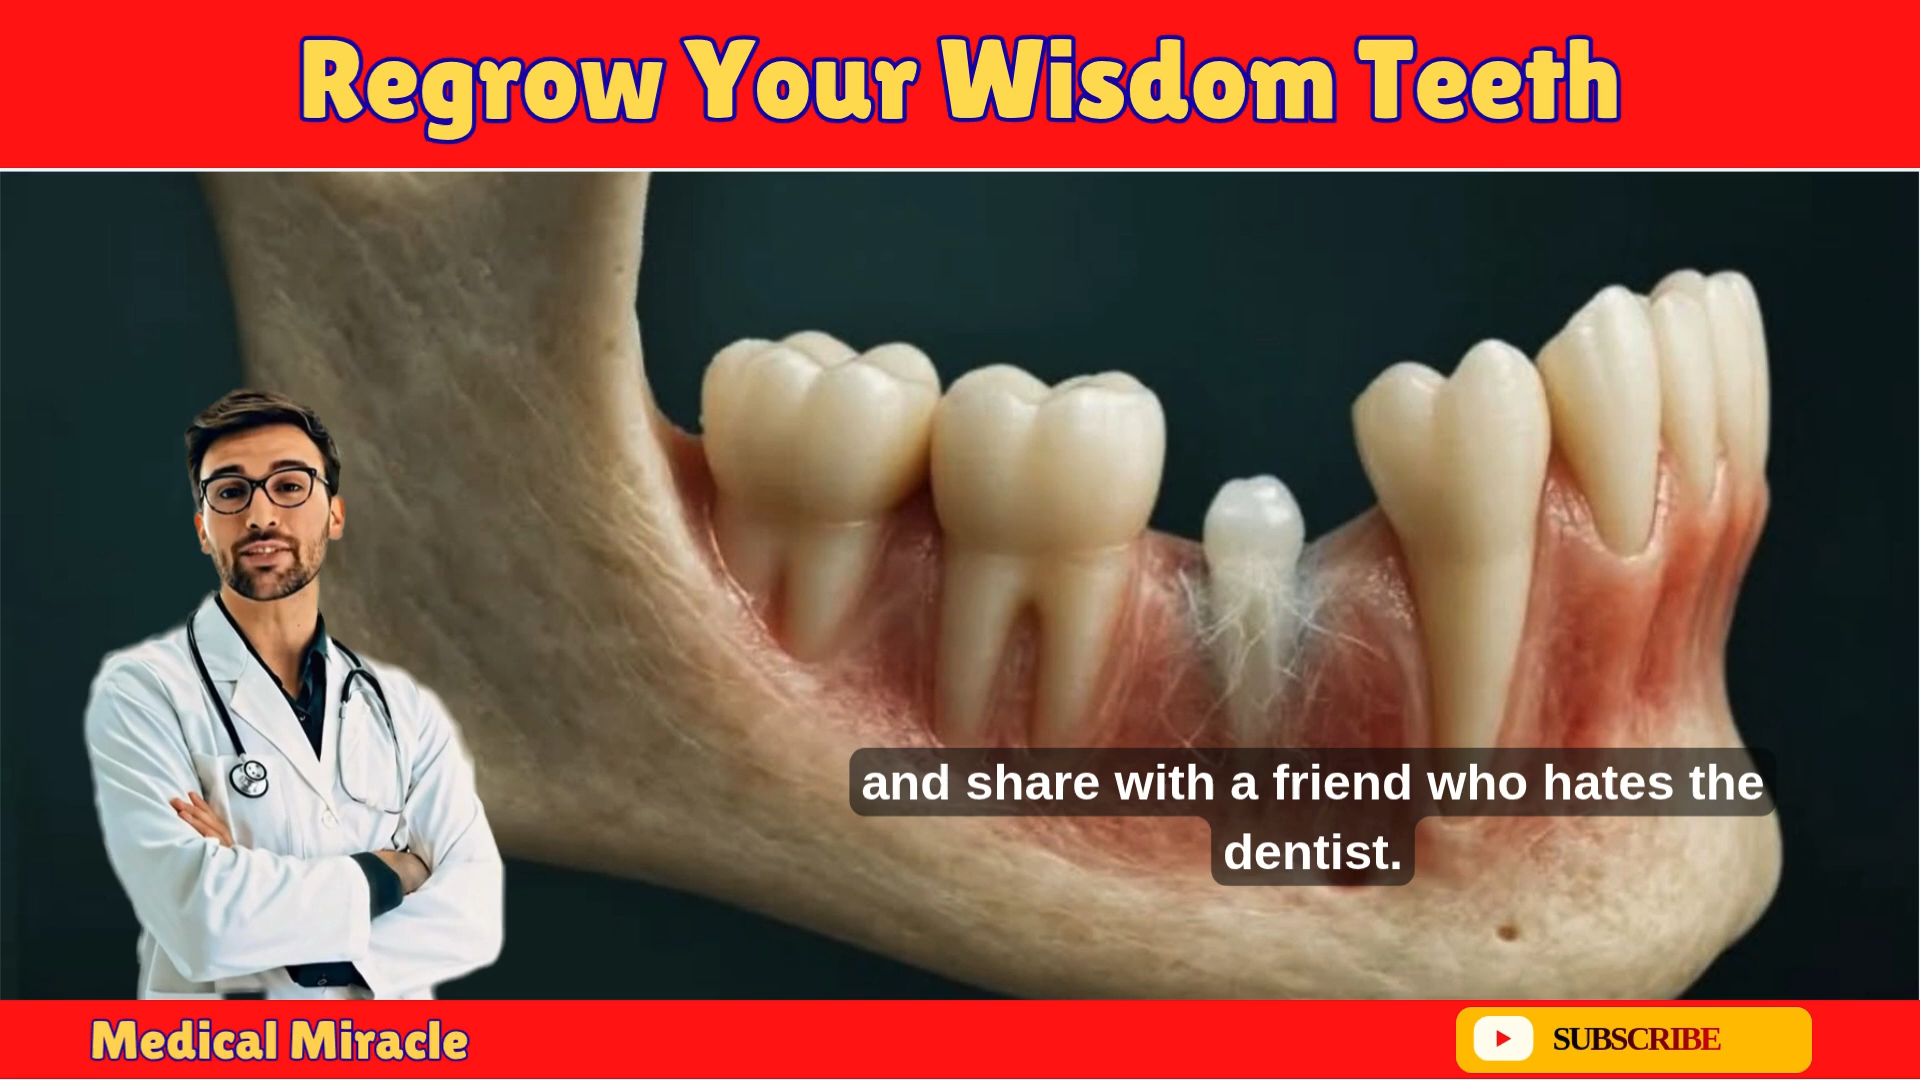 Regrow Your Wisdom Teeth
and share with a friend who hates the
dentist.
Medical Miracle
SUBSCRIBE